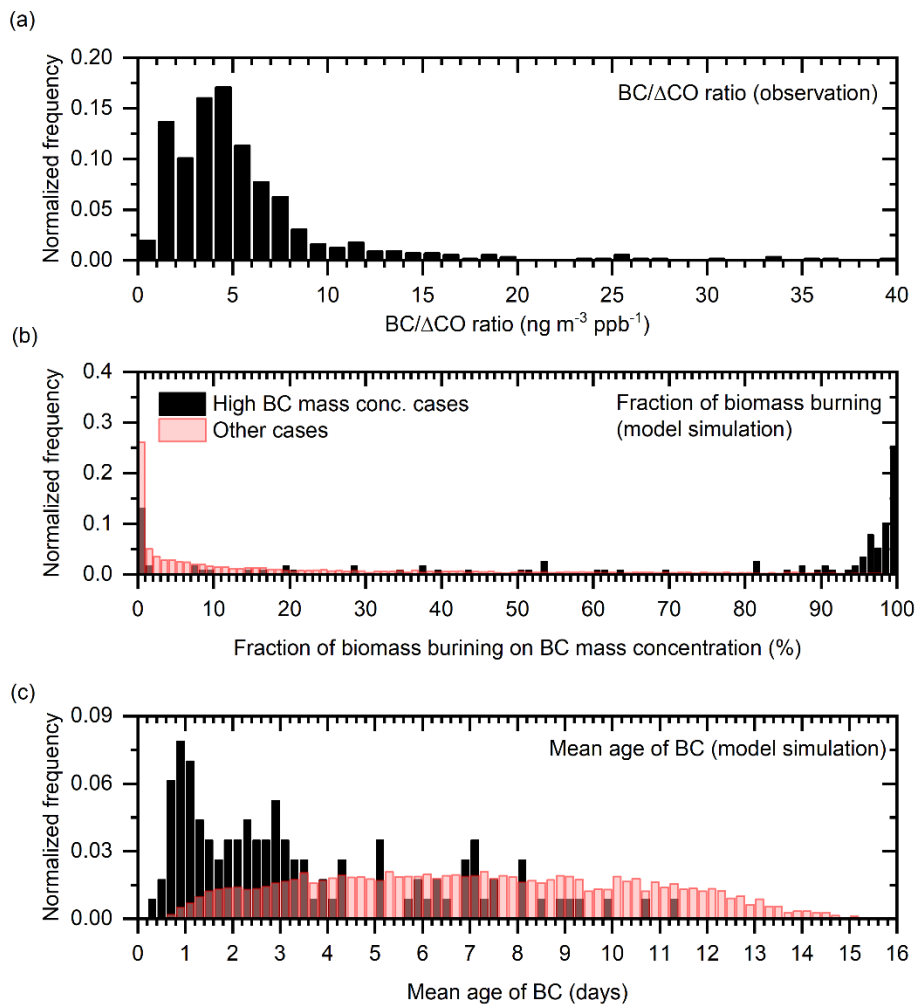 (a)
0.20
0.15
0.10
0.05
0.00
Normalized frequency
BC/ΔCO ratio (observation)
0 5 10 15 20 25 30 35 40
BC/ΔCO ratio (ng m⁻³ ppb⁻¹)
(b)
0.4
0.3
0.2
0.1
0.0
Normalized frequency
High BC mass conc. cases
Other cases
Fraction of biomass burning
(model simulation)
0 10 20 30 40 50 60 70 80 90 100
Fraction of biomass burining on BC mass concentration (%)
(c)
0.09
0.06
0.03
0.00
Normalized frequency
Mean age of BC (model simulation)
0 1 2 3 4 5 6 7 8 9 10 11 12 13 14 15 16
Mean age of BC (days)